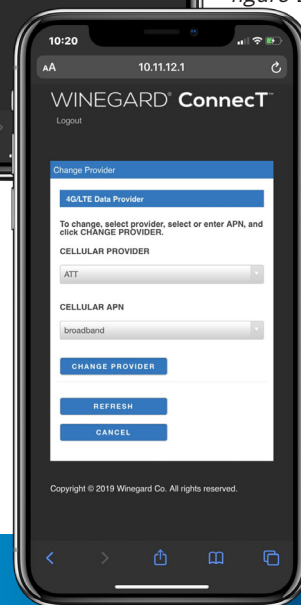 figure
10:20
AA
10.11.12.1
WINEGARD® ConnecT™
Logout
Change Provider
4G/LTE Data Provider
To change, select provider, select or enter APN, and
click CHANGE PROVIDER.
CELLULAR PROVIDER
ATT
CELLULAR APN
broadband
CHANGE PROVIDER
REFRESH
CANCEL
Copyright © 2019 Winegard Co. All rights reserved.